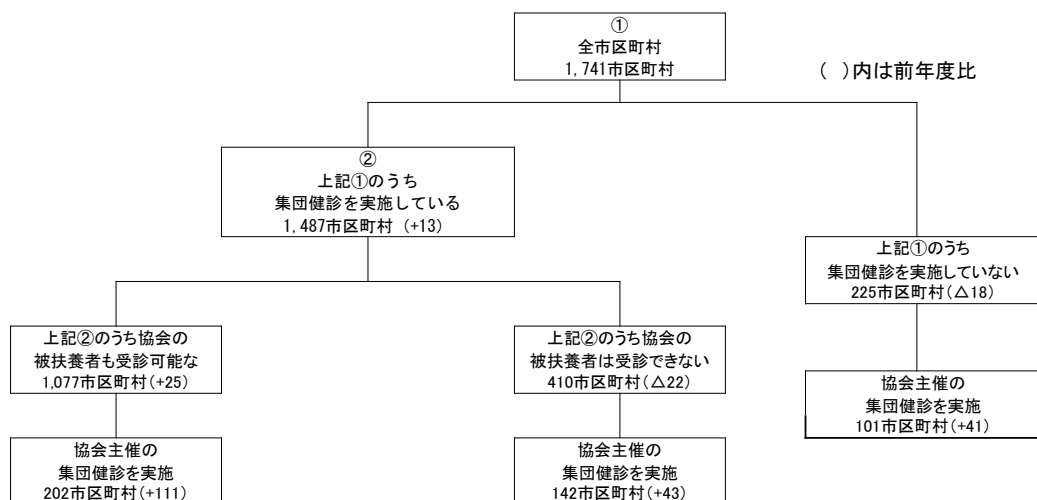 ①
全市区町村
1,741市区町村
（　）内は前年度比
②
上記①のうち
集団健診を実施している
1,487市区町村（+13）
上記①のうち
集団健診を実施していない
225市区町村（△18）
上記②のうち協会の
被扶養者も受診可能な
1,077市区町村（+25）
上記②のうち協会の
被扶養者は受診できない
410市区町村（△22）
協会主催の
集団健診を実施
101市区町村（+41）
協会主催の
集団健診を実施
202市区町村（+111）
協会主催の
集団健診を実施
142市区町村（+43）